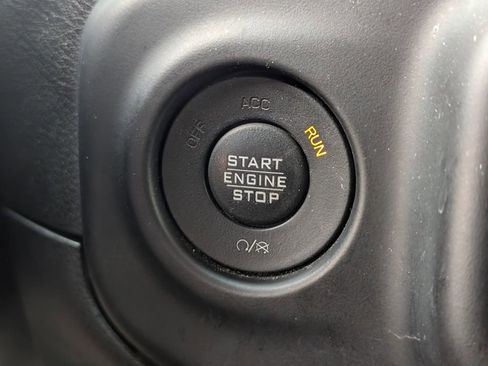 OFF
ACC
RUN
START
ENGINE
STOP